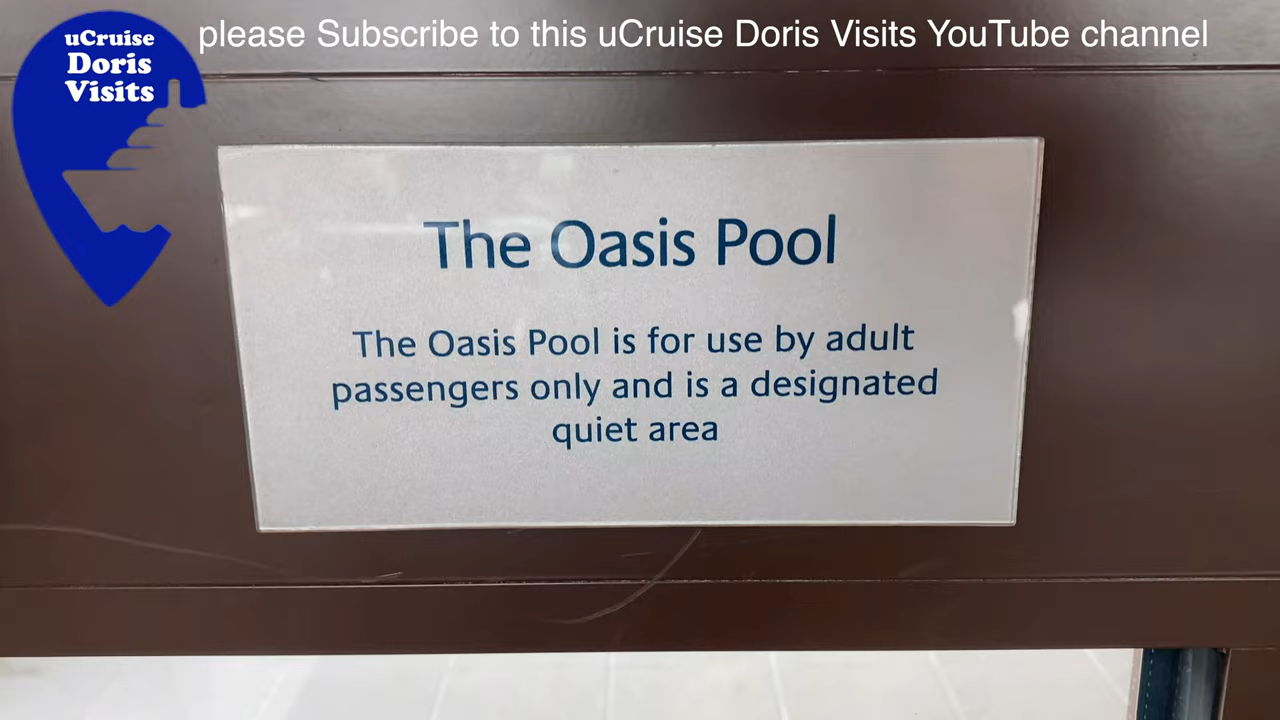 please Subscribe to this uCruise Doris Visits YouTube channel
uCruise
Doris
Visits
The Oasis Pool
The Oasis Pool is for use by adult
passengers only and is a designated
quiet area